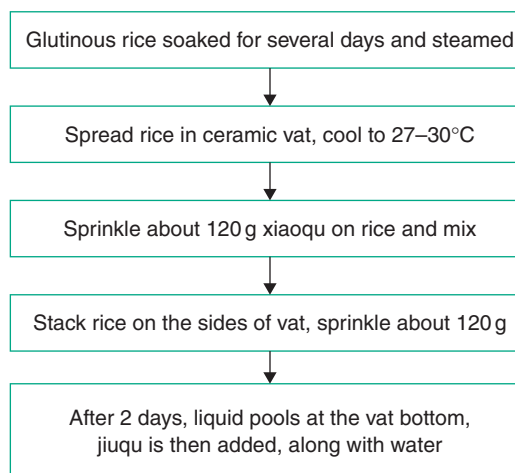 Glutinous rice soaked for several days and steamed
Spread rice in ceramic vat, cool to 27–30°C
Sprinkle about 120 g xiaoqu on rice and mix
Stack rice on the sides of vat, sprinkle about 120 g
After 2 days, liquid pools at the vat bottom,
jiuqu is then added, along with water